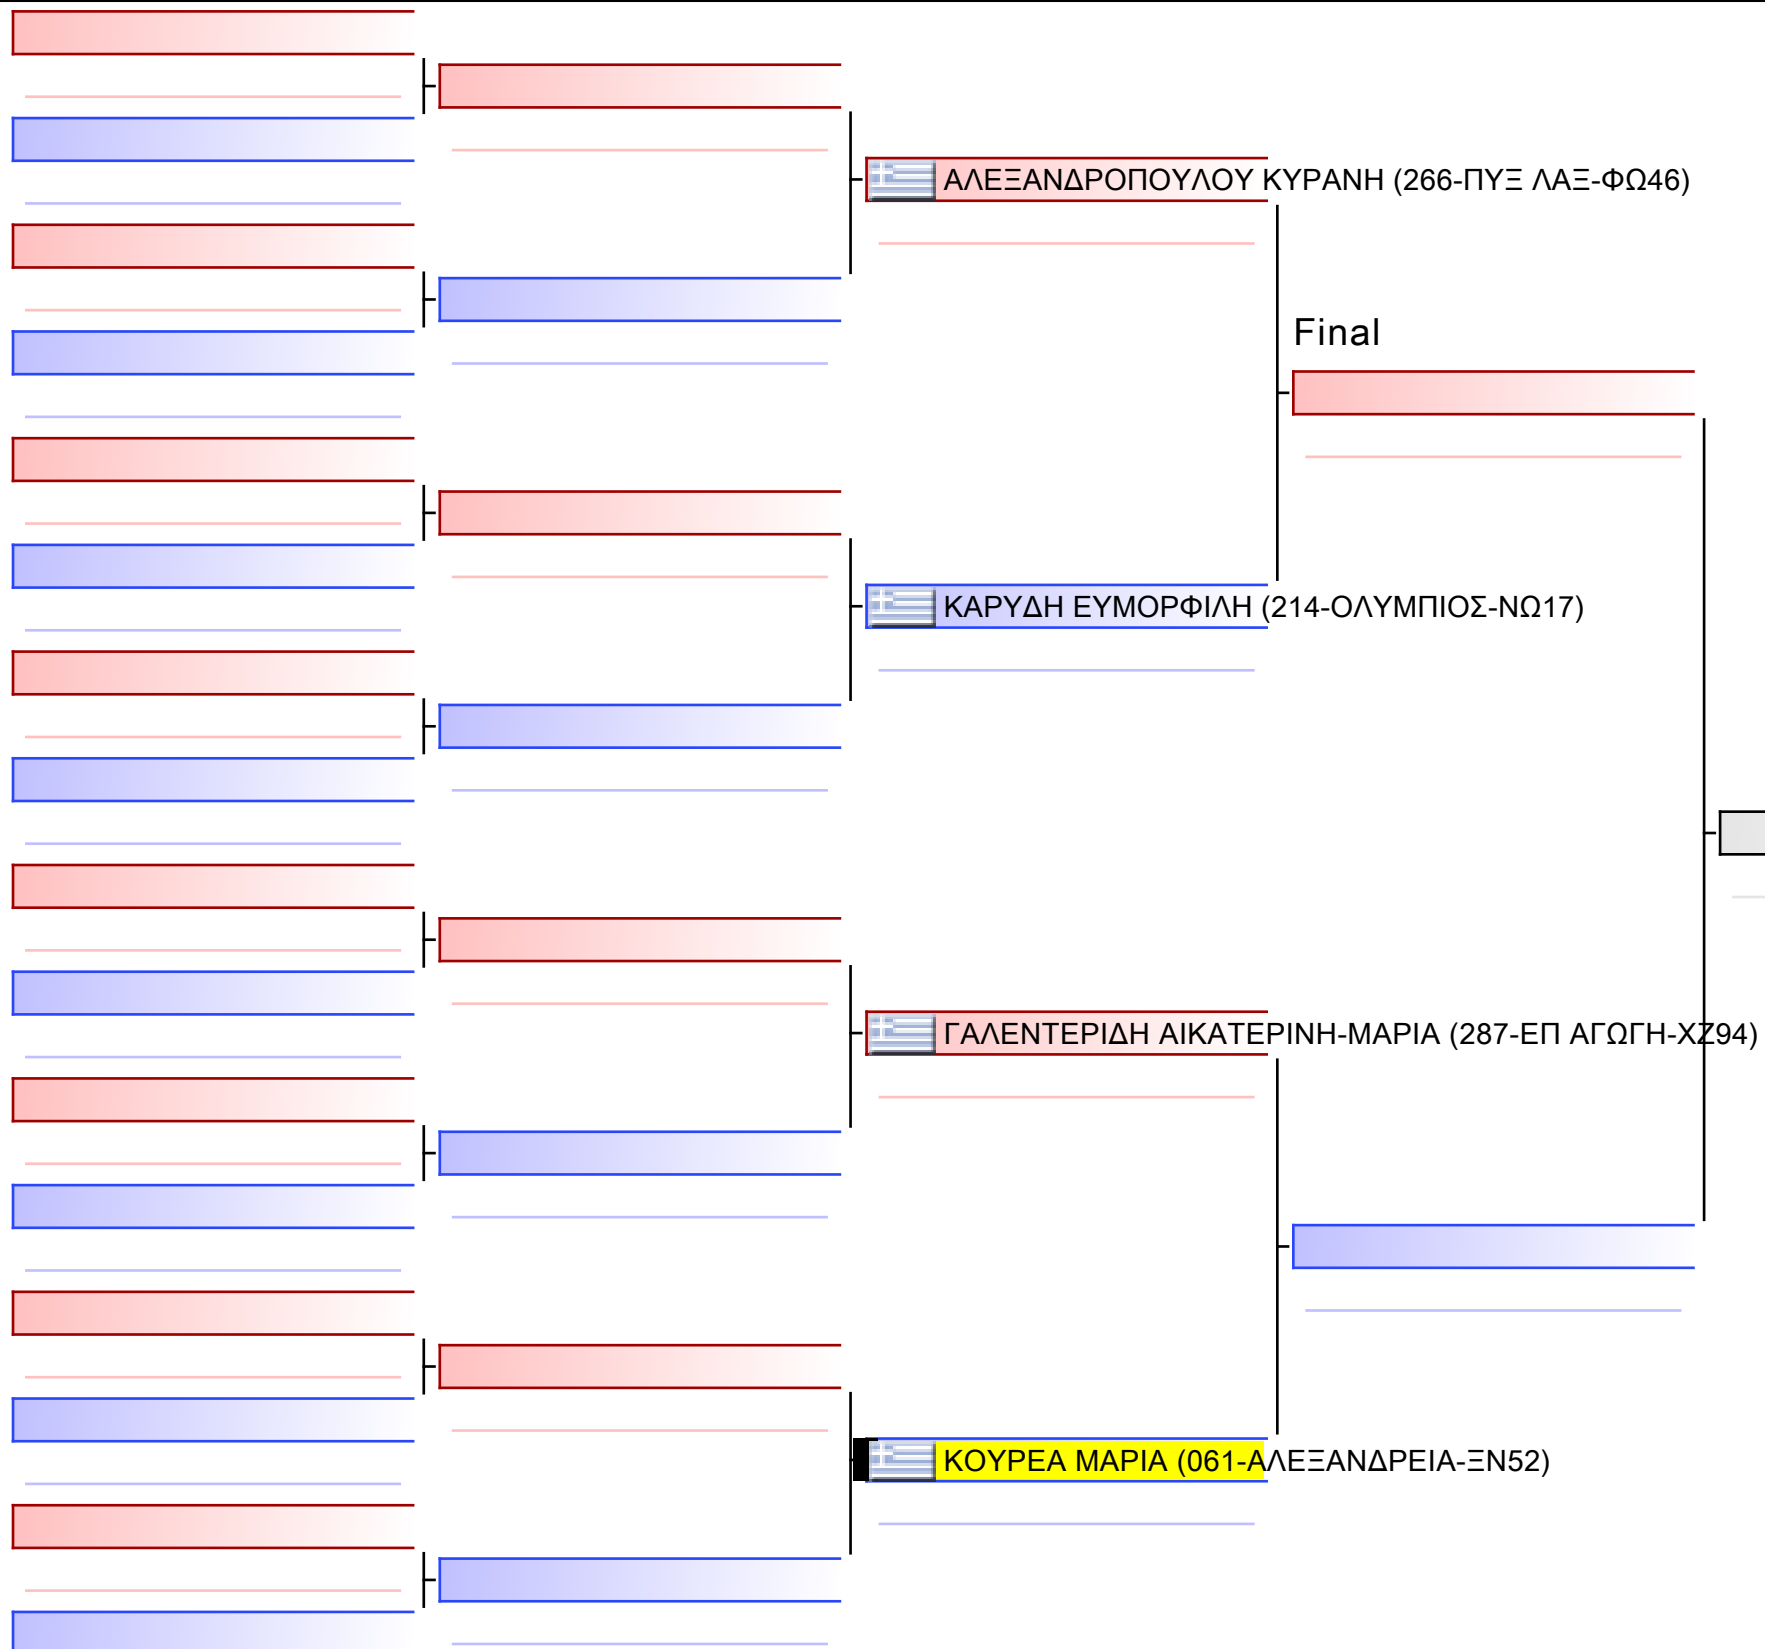 ΑΛΕΞΑΝΔΡΟΠΟΥΛΟΥ ΚΥΡΑΝΗ (266-ΠΥΞ ΛΑΞ-ΦΩ46)
Final
ΚΑΡΥΔΗ ΕΥΜΟΡΦΙΛΗ (214-ΟΛΥΜΠΙΟΣ-ΝΩ17)
ΓΑΛΕΝΤΕΡΙΔΗ ΑΙΚΑΤΕΡΙΝΗ-ΜΑΡΙΑ (287-ΕΠ ΑΓΩΓΗ-ΧΖ94)
ΚΟΥΡΕΑ ΜΑΡΙΑ (061-ΑΛΕΞΑΝΔΡΕΙΑ-ΞΝ52)